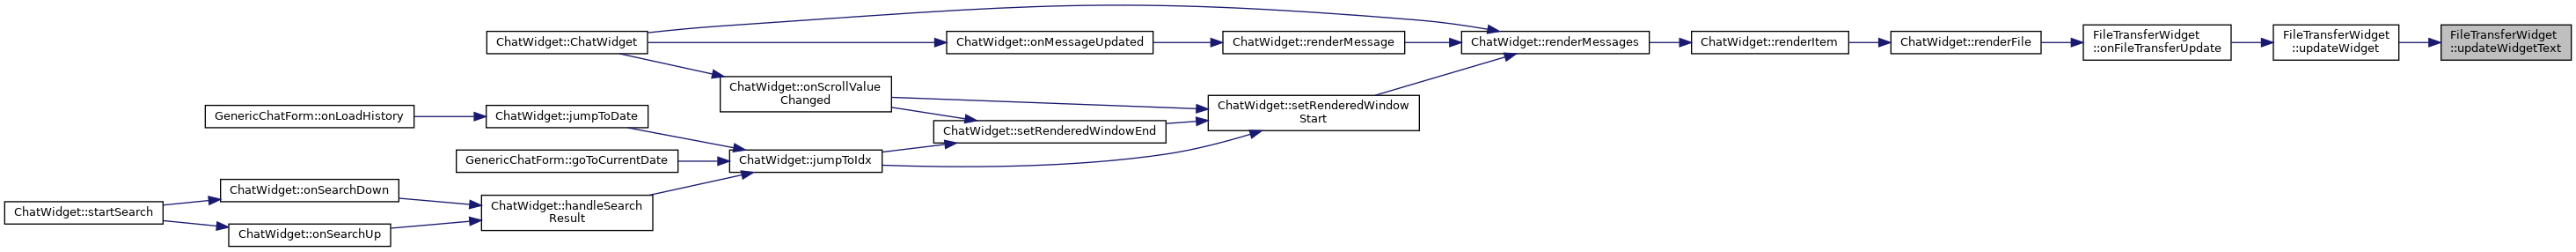 ChatWidget::ChatWidget
ChatWidget::onMessageUpdated
ChatWidget::renderMessage
ChatWidget::renderMessages
ChatWidget::renderItem
ChatWidget::renderFile
FileTransferWidget
::onFileTransferUpdate
FileTransferWidget
::updateWidget
FileTransferWidget
::updateWidgetText
ChatWidget::onScrollValue
Changed
ChatWidget::setRenderedWindow
Start
GenericChatForm::onLoadHistory
ChatWidget::jumpToDate
ChatWidget::setRenderedWindowEnd
GenericChatForm::goToCurrentDate
ChatWidget::jumpToIdx
ChatWidget::onSearchDown
ChatWidget::startSearch
ChatWidget::handleSearch
Result
ChatWidget::onSearchUp